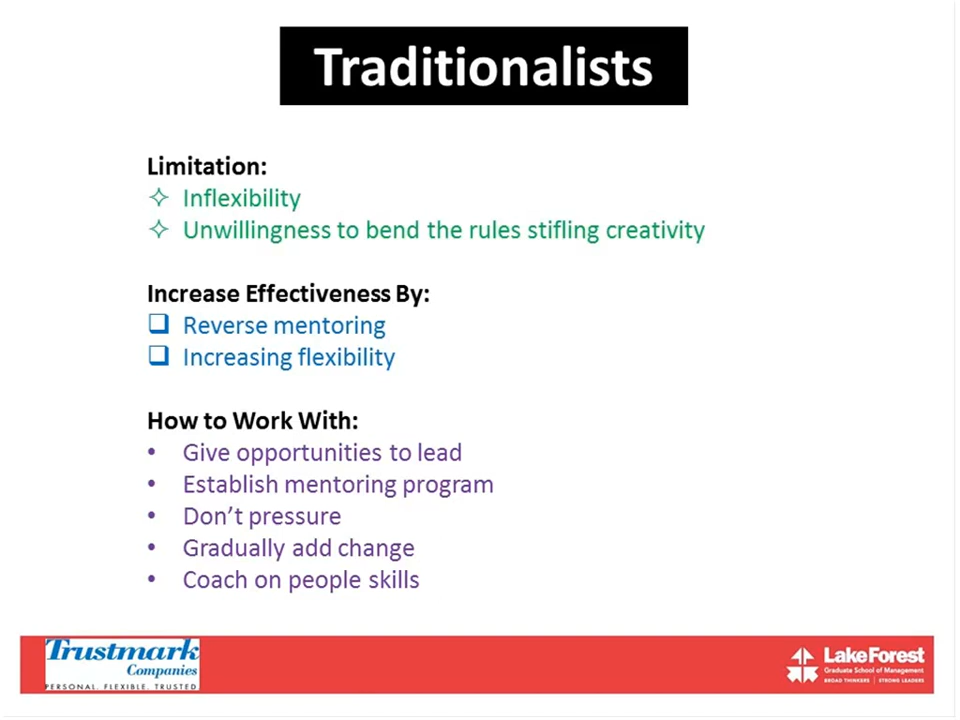 Traditionalists
Limitation:
Inflexibility
Unwillingness to bend the rules stifling creativity
Increase Effectiveness By:
Reverse mentoring
Increasing flexibility
How to Work With:
Give opportunities to lead
Establish mentoring program
Don’t pressure
Gradually add change
Coach on people skills
Trustmark
Companies
PERSONAL. FLEXIBLE. TRUSTED
Lake Forest
Graduate School of Management
BROAD THINKERS | STRONG LEADERS